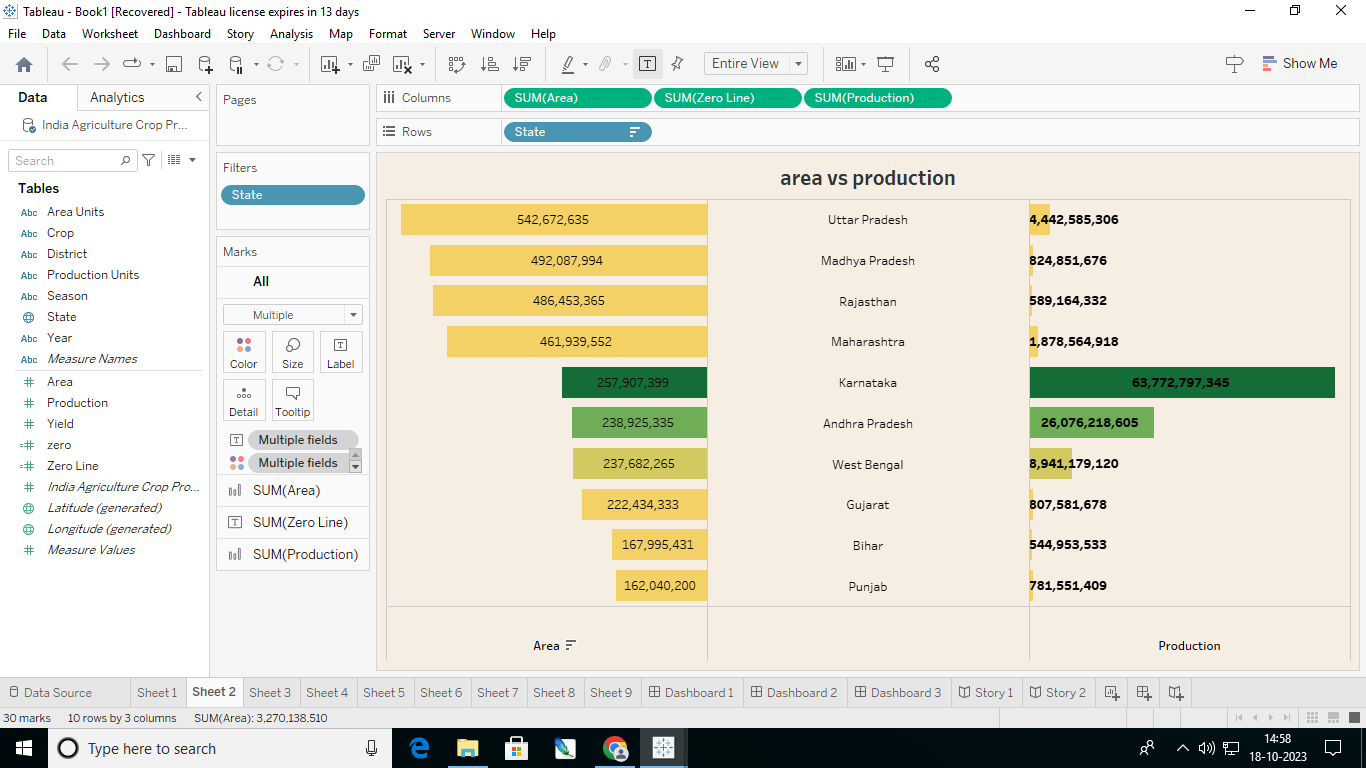 Tableau - Book1 [Recovered] - Tableau license expires in 13 days
File Data Worksheet Dashboard Story Analysis Map Format Server Window Help
Entire View
Show Me
Data Analytics
India Agriculture Crop Pr...
Search
Tables
Abc Area Units
Abc Crop
Abc District
Abc Production Units
Abc Season
State
Abc Year
Abc Measure Names
Area
Production
Yield
zero
Zero Line
India Agriculture Crop Pro...
Latitude (generated)
Longitude (generated)
Measure Values
Pages
Filters
State
Marks
All
Multiple
Color Size Label
Detail Tooltip
Multiple fields
Multiple fields
SUM(Area)
SUM(Zero Line)
SUM(Production)
Columns SUM(Area) SUM(Zero Line) SUM(Production)
Rows State
area vs production
542,672,635 Uttar Pradesh 4,442,585,306
492,087,994 Madhya Pradesh 824,851,676
486,453,365 Rajasthan 589,164,332
461,939,552 Maharashtra 1,878,564,918
257,907,399 Karnataka 63,772,797,345
238,925,335 Andhra Pradesh 26,076,218,605
237,682,265 West Bengal 8,941,179,120
222,434,333 Gujarat 807,581,678
167,995,431 Bihar 544,953,533
162,040,200 Punjab 781,551,409
Area Production
Data Source Sheet 1 Sheet 2 Sheet 3 Sheet 4 Sheet 5 Sheet 6 Sheet 7 Sheet 8 Sheet 9 Dashboard 1 Dashboard 2 Dashboard 3 Story 1 Story 2
30 marks 10 rows by 3 columns SUM(Area): 3,270,138,510
Type here to search
14:58
18-10-2023